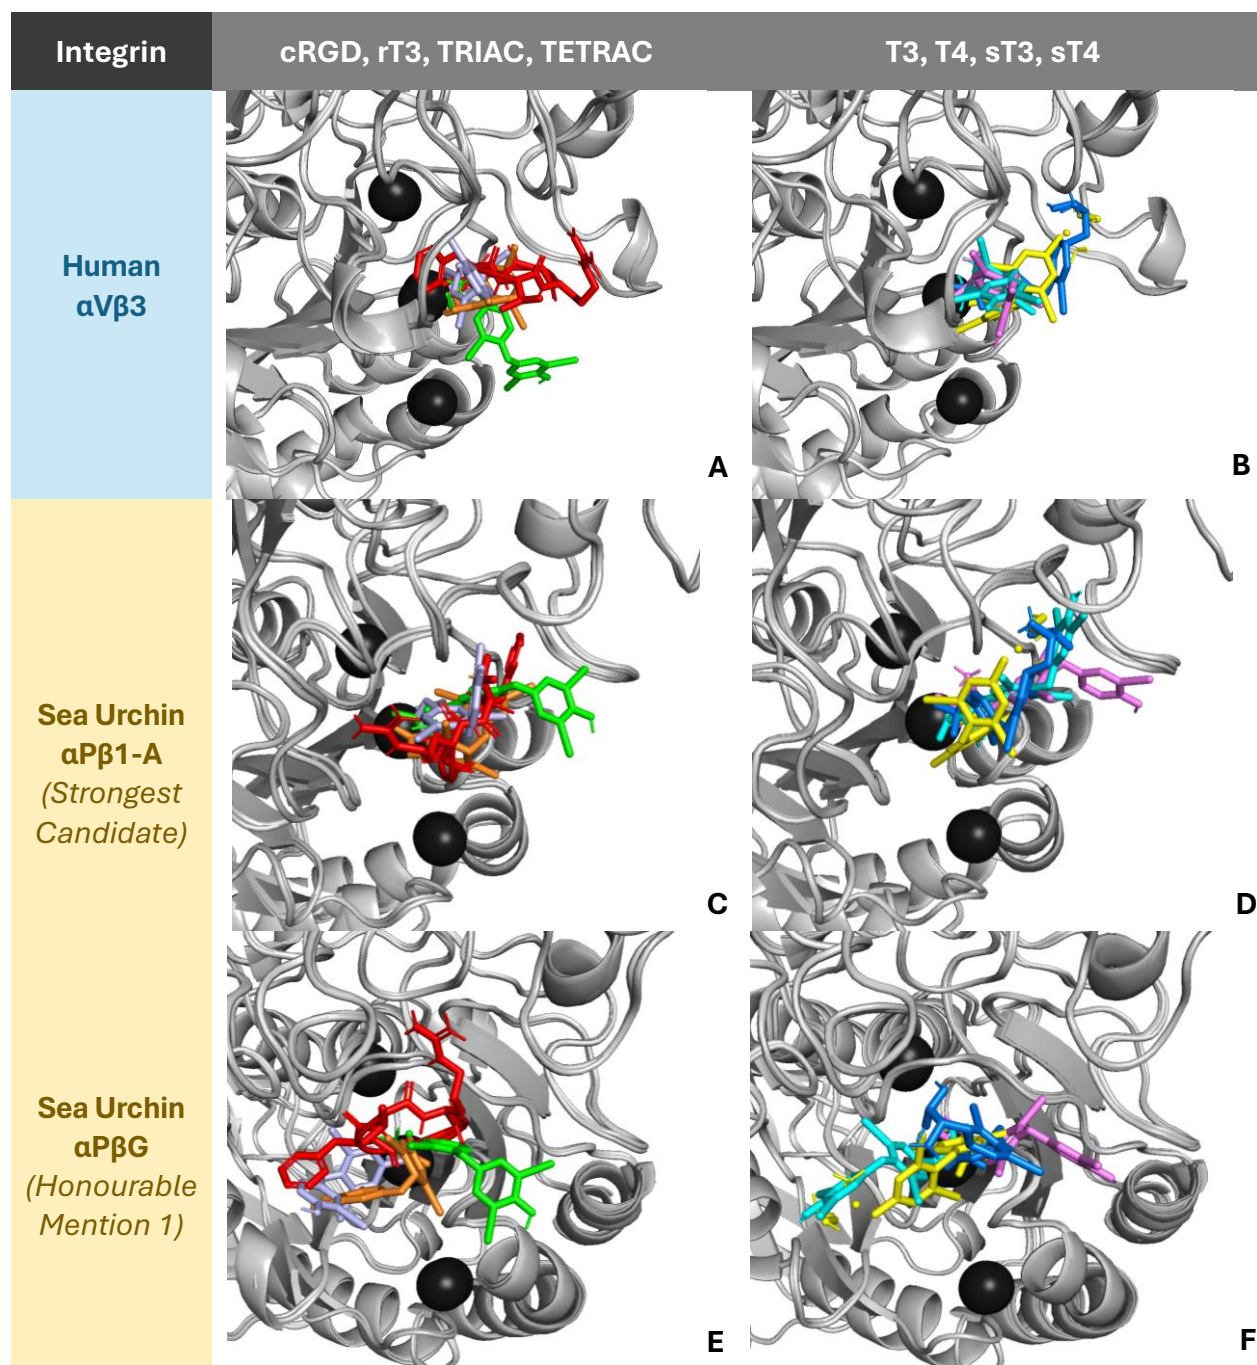 Integrin
cRGD, rT3, TRIAC, TETRAC
T3, T4, sT3, sT4
Human
αVβ3
A
B
Sea Urchin
αPβ1-A
(Strongest
Candidate)
C
D
Sea Urchin
αPβG
(Honourable
Mention 1)
E
F